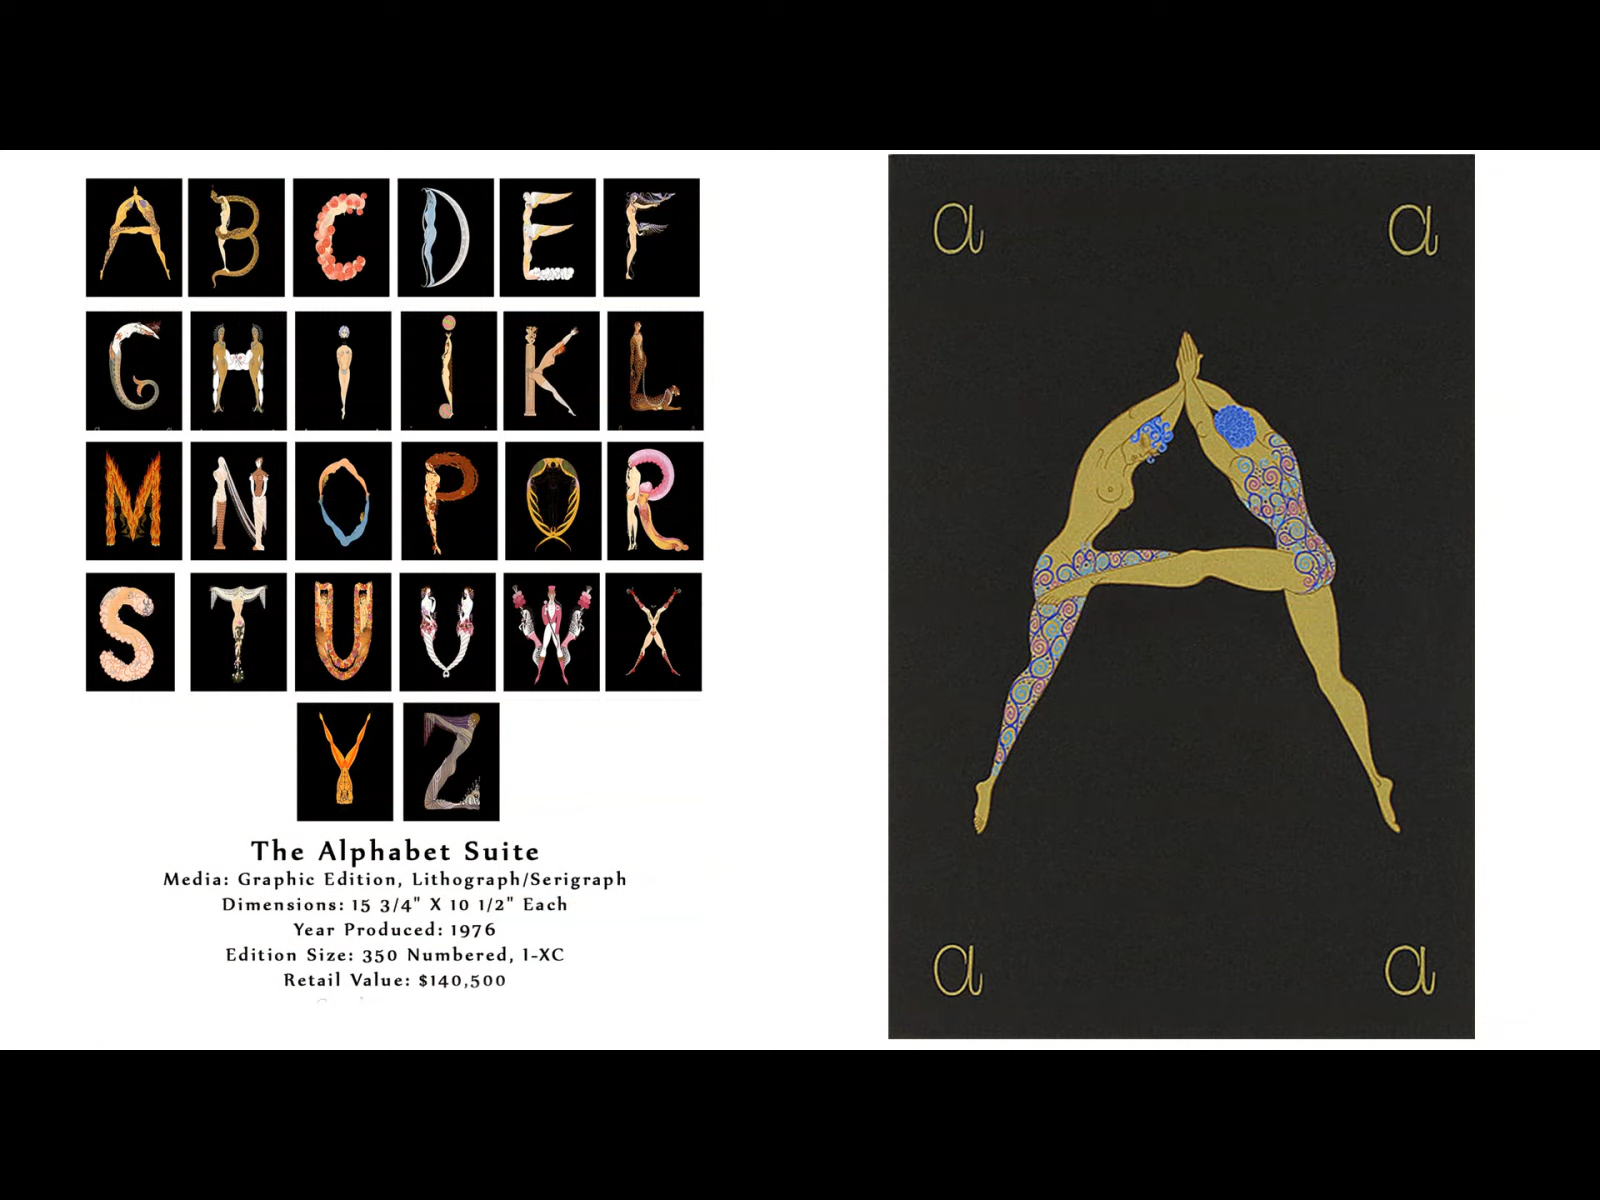 A B C D E F
G H i i K L
M N O P Q R
S T U V W X
Y Z
The Alphabet Suite
Media: Graphic Edition, Lithograph/Serigraph
Dimensions: 15 3/4" X 10 1/2" Each
Year Produced: 1976
Edition Size: 350 Numbered, I-XC
Retail Value: $140,500
a a
A
a a